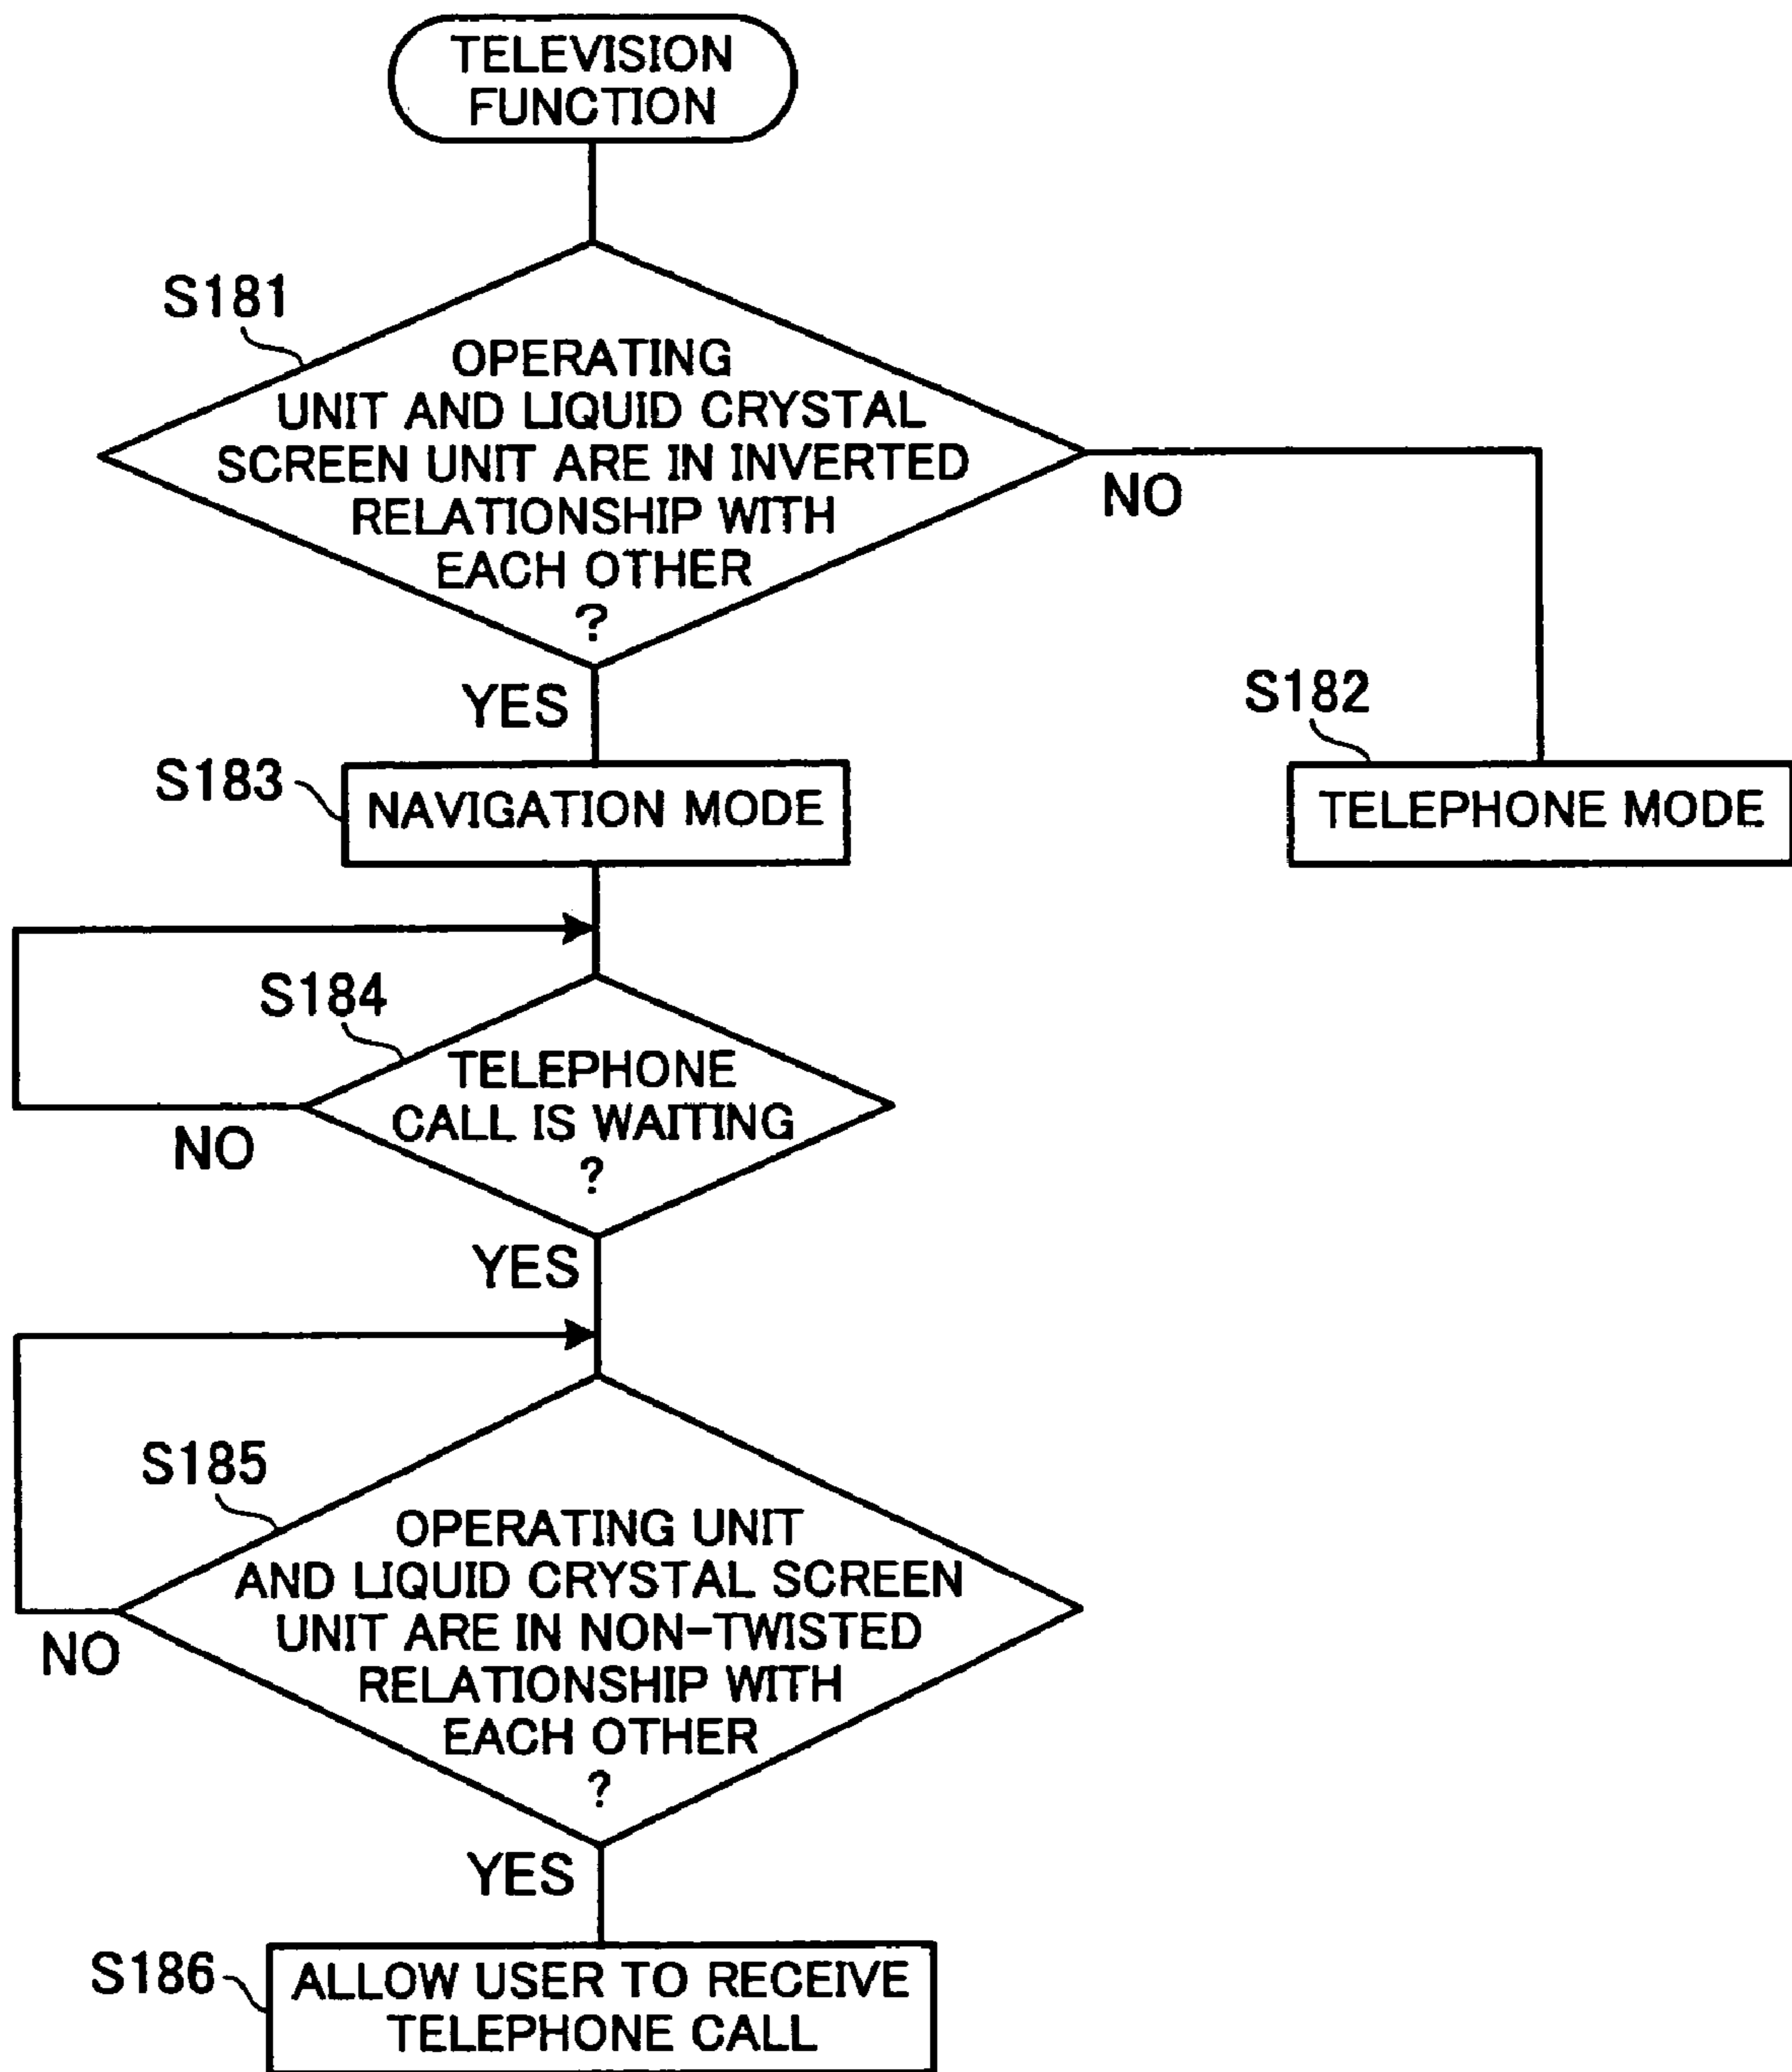 TELEVISION
FUNCTION
S181
OPERATING
UNIT AND LIQUID CRYSTAL
SCREEN UNIT ARE IN INVERTED
RELATIONSHIP WITH
EACH OTHER
?
NO
YES
S182
TELEPHONE MODE
S183
NAVIGATION MODE
S184
TELEPHONE
CALL IS WAITING
?
NO
YES
S185
OPERATING UNIT
AND LIQUID CRYSTAL SCREEN
UNIT ARE IN NON-TWISTED
RELATIONSHIP WITH
EACH OTHER
?
NO
YES
S186
ALLOW USER TO RECEIVE
TELEPHONE CALL